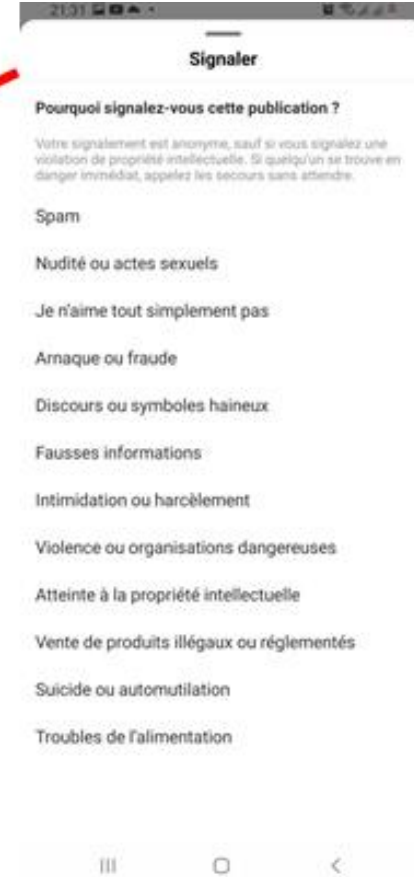 21:31
Signaler
Pourquoi signalez-vous cette publication ?
Votre signalement est anonyme, sauf si vous signalez une
violation de propriété intellectuelle. Si quelqu'un se trouve en
danger immédiat, appelez les secours sans attendre.
Spam
Nudité ou actes sexuels
Je n'aime tout simplement pas
Arnaque ou fraude
Discours ou symboles haineux
Fausses informations
Intimidation ou harcèlement
Violence ou organisations dangereuses
Atteinte à la propriété intellectuelle
Vente de produits illégaux ou réglementés
Suicide ou automutilation
Troubles de l'alimentation